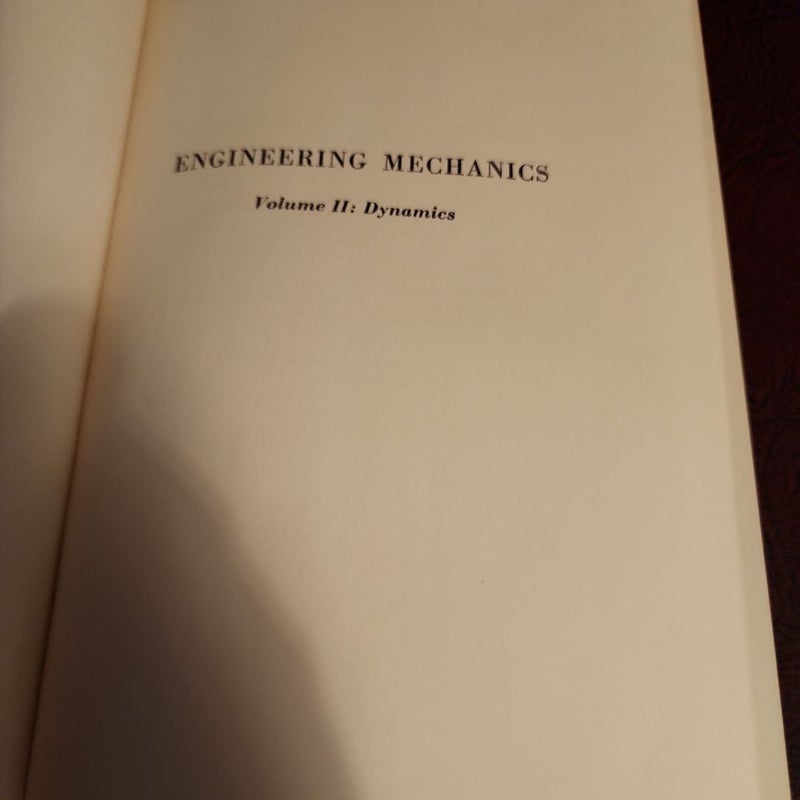 ENGINEERING MECHANICS
Volume II: Dynamics